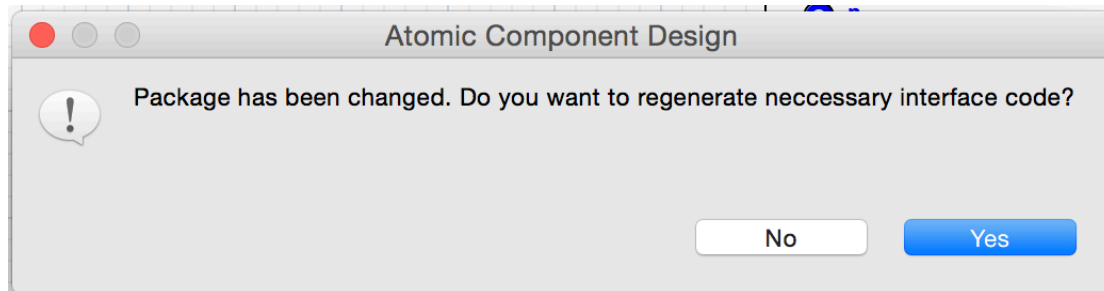 Atomic Component Design
Package has been changed. Do you want to regenerate neccessary interface code?
No
Yes